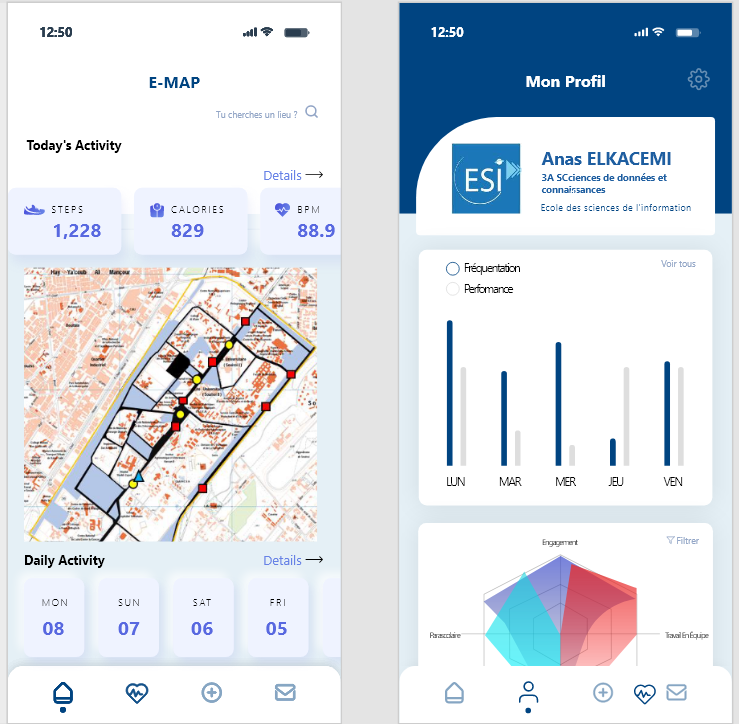 12:50
E-MAP
Tu cherches un lieu ?
Today's Activity
Details
STEPS
1,228
CALORIES
829
BPM
88.9
Daily Activity
Details
MON
08
SUN
07
SAT
06
FRI
05
12:50
Mon Profil
ESI
Anas ELKACEMI
3A SCciences de données et
connaissances
Ecole des sciences de l'information
Fréquentation
Perfomance
Voir tous
LUN
MAR
MER
JEU
VEN
Filtrer
Engagement
Parascolaire
Travail En Équipe